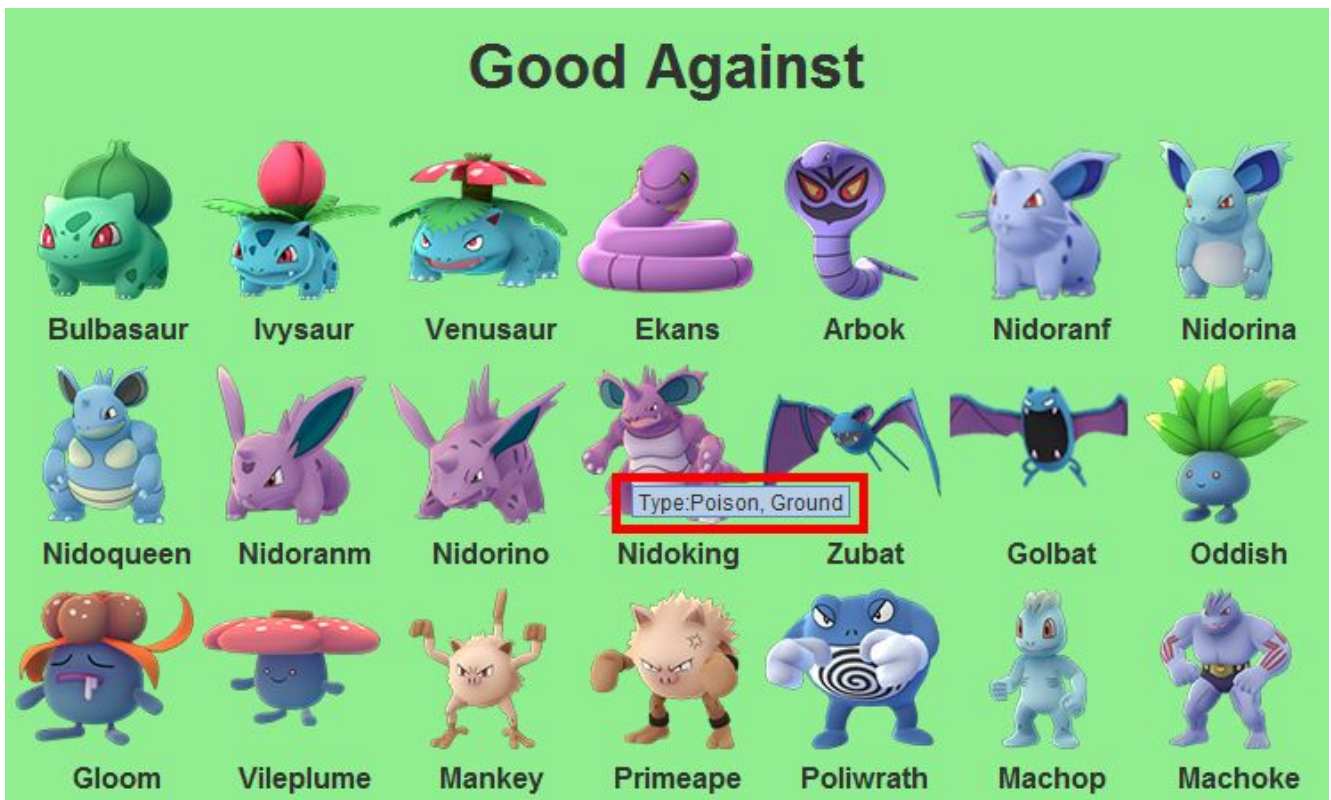 Good Against
Bulbasaur Ivysaur Venusaur Ekans Arbok Nidoranf Nidorina
Type:Poison, Ground
Nidoqueen Nidoranm Nidorino Nidoking Zubat Golbat Oddish
Gloom Vileplume Mankey Primeape Poliwrath Machop Machoke